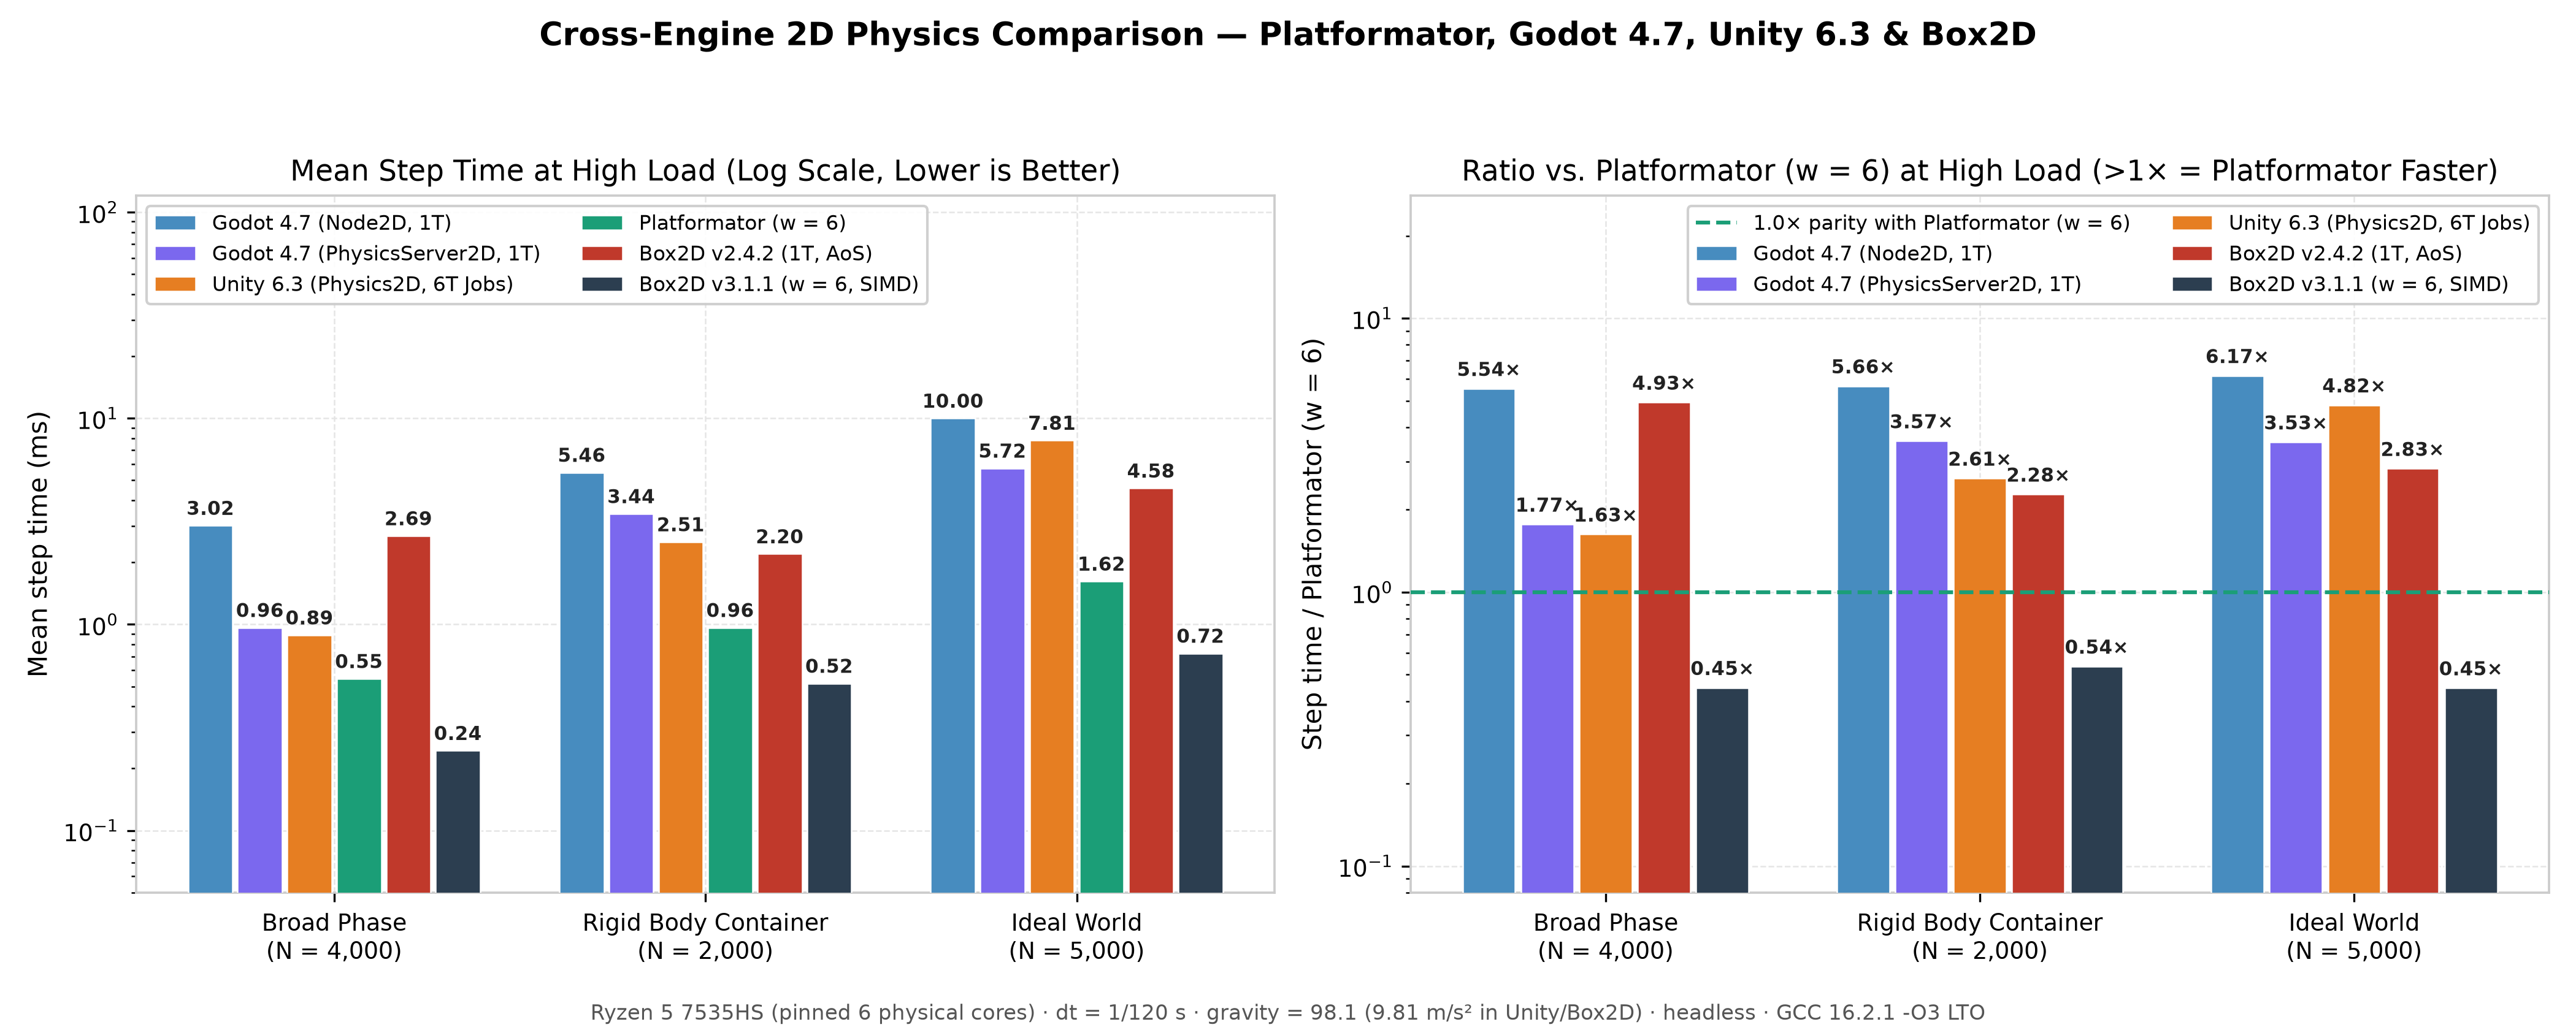 Cross-Engine 2D Physics Comparison — Platformator, Godot 4.7, Unity 6.3 & Box2D
Mean Step Time at High Load (Log Scale, Lower is Better)
10²
10¹
10⁰
10⁻¹
Mean step time (ms)
Godot 4.7 (Node2D, 1T)
Godot 4.7 (PhysicsServer2D, 1T)
Unity 6.3 (Physics2D, 6T Jobs)
Platformator (w = 6)
Box2D v2.4.2 (1T, AoS)
Box2D v3.1.1 (w = 6, SIMD)
3.02
0.96
0.89
0.55
2.69
0.24
5.46
3.44
2.51
0.96
2.20
0.52
10.00
5.72
7.81
1.62
4.58
0.72
Broad Phase
(N = 4,000)
Rigid Body Container
(N = 2,000)
Ideal World
(N = 5,000)
Ratio vs. Platformator (w = 6) at High Load (>1× = Platformator Faster)
10¹
10⁰
10⁻¹
Step time / Platformator (w = 6)
1.0× parity with Platformator (w = 6)
Godot 4.7 (Node2D, 1T)
Godot 4.7 (PhysicsServer2D, 1T)
Unity 6.3 (Physics2D, 6T Jobs)
Box2D v2.4.2 (1T, AoS)
Box2D v3.1.1 (w = 6, SIMD)
5.54×
1.77×
1.63×
4.93×
0.45×
5.66×
3.57×
2.61×
2.28×
0.54×
6.17×
3.53×
4.82×
2.83×
0.45×
Broad Phase
(N = 4,000)
Rigid Body Container
(N = 2,000)
Ideal World
(N = 5,000)
Ryzen 5 7535HS (pinned 6 physical cores) · dt = 1/120 s · gravity = 98.1 (9.81 m/s² in Unity/Box2D) · headless · GCC 16.2.1 -O3 LTO